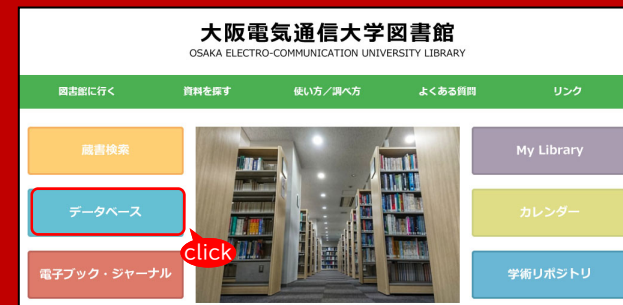 大阪電気通信大学図書館
OSAKA ELECTRO-COMMUNICATION UNIVERSITY LIBRARY
図書館に行く 資料を探す 使い方／調べ方 よくある質問 リンク
蔵書検索
My Library
データベース
カレンダー
click
電子ブック・ジャーナル
学術リポジトリ